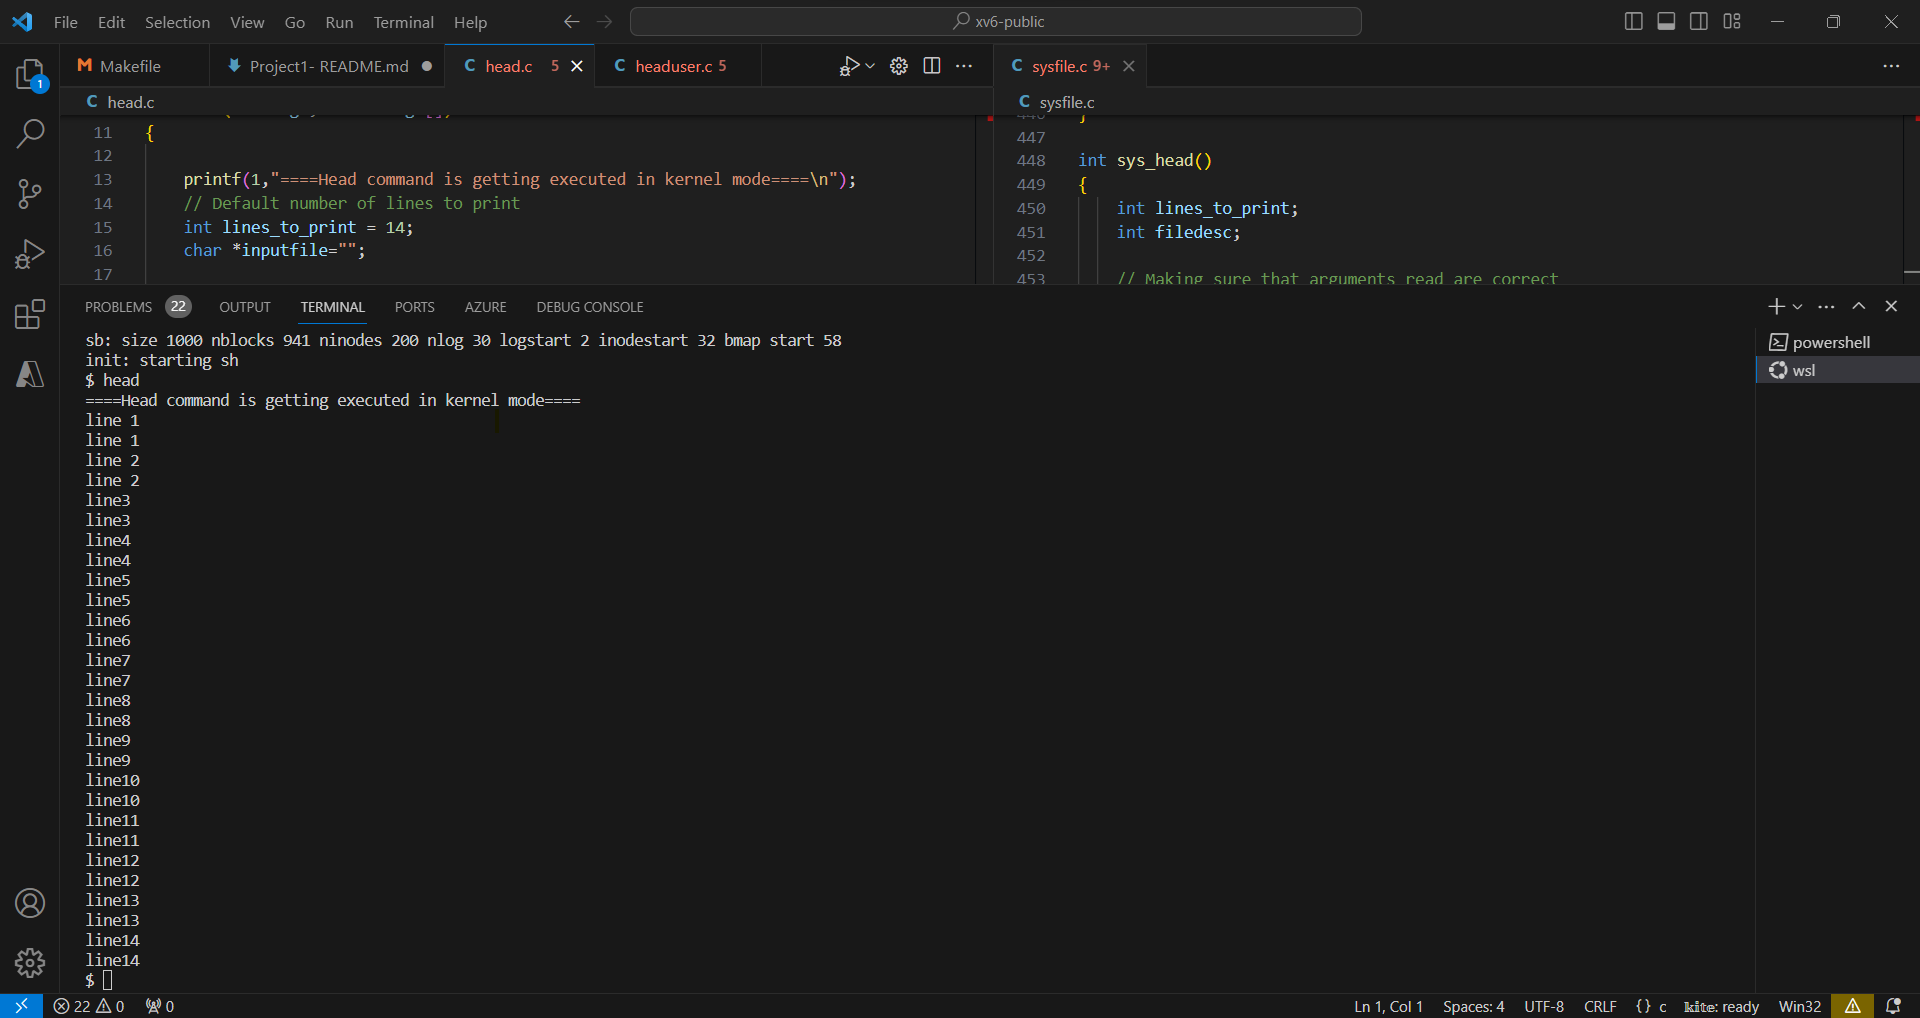 File Edit Selection View Go Run Terminal Help
xv6-public
Makefile
Project1- README.md
head.c 5
headuser.c 5
sysfile.c 9+
head.c
sysfile.c
11 {
12
13 printf(1,"====Head command is getting executed in kernel mode====\n");
14 // Default number of lines to print
15 int lines_to_print = 14;
16 char *inputfile="";
17
446 }
447
448 int sys_head()
449 {
450 int lines_to_print;
451 int filedesc;
452
453 // Making sure that arguments read are correct
PROBLEMS 22 OUTPUT TERMINAL PORTS AZURE DEBUG CONSOLE
sb: size 1000 nblocks 941 ninodes 200 nlog 30 logstart 2 inodestart 32 bmap start 58
init: starting sh
$ head
====Head command is getting executed in kernel mode====
line 1
line 1
line 2
line 2
line3
line3
line4
line4
line5
line5
line6
line6
line7
line7
line8
line8
line9
line9
line10
line10
line11
line11
line12
line12
line13
line13
line14
line14
$
powershell
wsl
1
22 0 0
Ln 1, Col 1 Spaces: 4 UTF-8 CRLF {} c kite: ready Win32